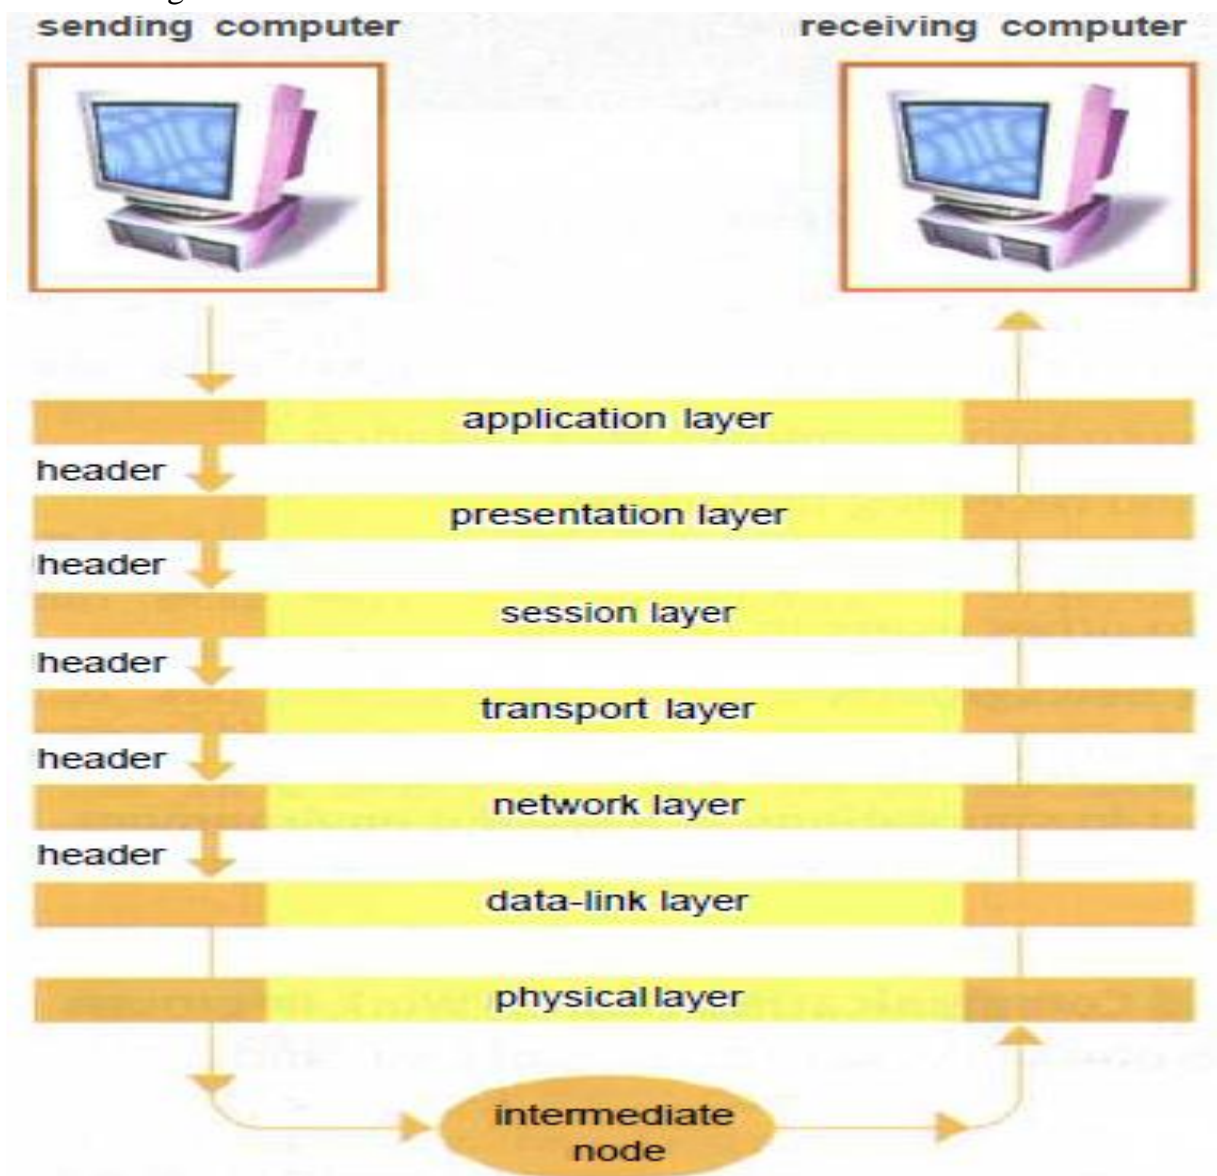 sending computer
receiving computer
application layer
header
presentation layer
header
session layer
header
transport layer
header
network layer
header
data-link layer
physical layer
intermediate
node